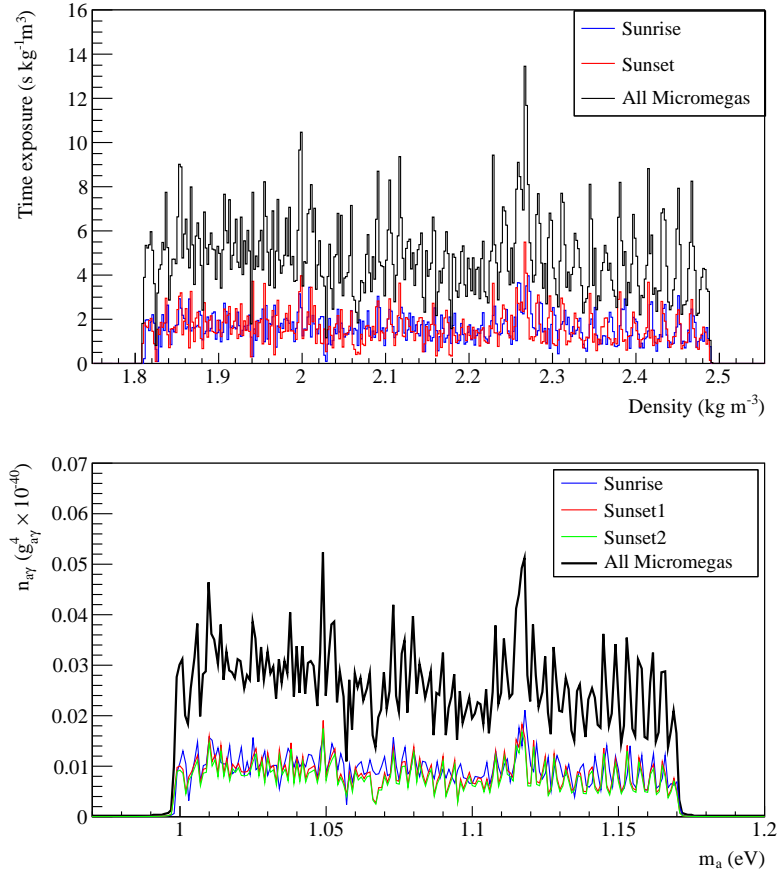 Time exposure (s kg⁻¹m³)
16
14
12
10
8
6
4
2
0
Sunrise
Sunset
All Micromegas
1.8 1.9 2 2.1 2.2 2.3 2.4 2.5
Density (kg m⁻³)
n_aγ (g⁴_aγ × 10⁻⁴⁰)
0.07
0.06
0.05
0.04
0.03
0.02
0.01
0
Sunrise
Sunset1
Sunset2
All Micromegas
1 1.05 1.1 1.15 1.2
m_a (eV)